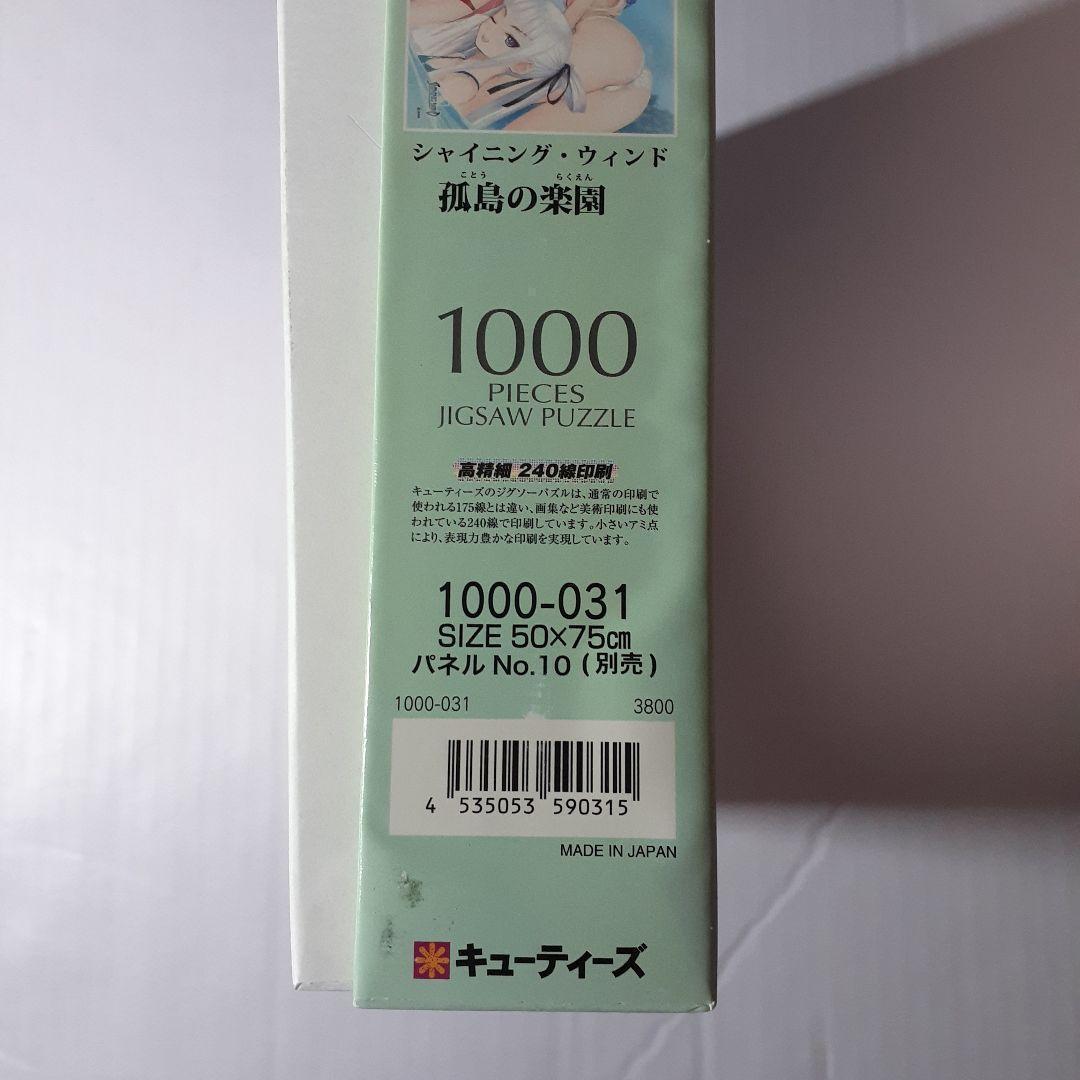 シャイニング・ウィンド
ことう らくえん
孤島の楽園
1000
PIECES
JIGSAW PUZZLE
高精細 240線印刷
キューティーズのジグソーパズルは、通常の印刷で
使われる175線とは違い、画集など美術印刷にも使
われている240線で印刷しています。小さいアミ点
により、表現力豊かな印刷を実現しています。
1000-031
SIZE 50×75㎝
パネル No.10 (別売)
1000-031 3800
4 535053 590315
MADE IN JAPAN
キューティーズ